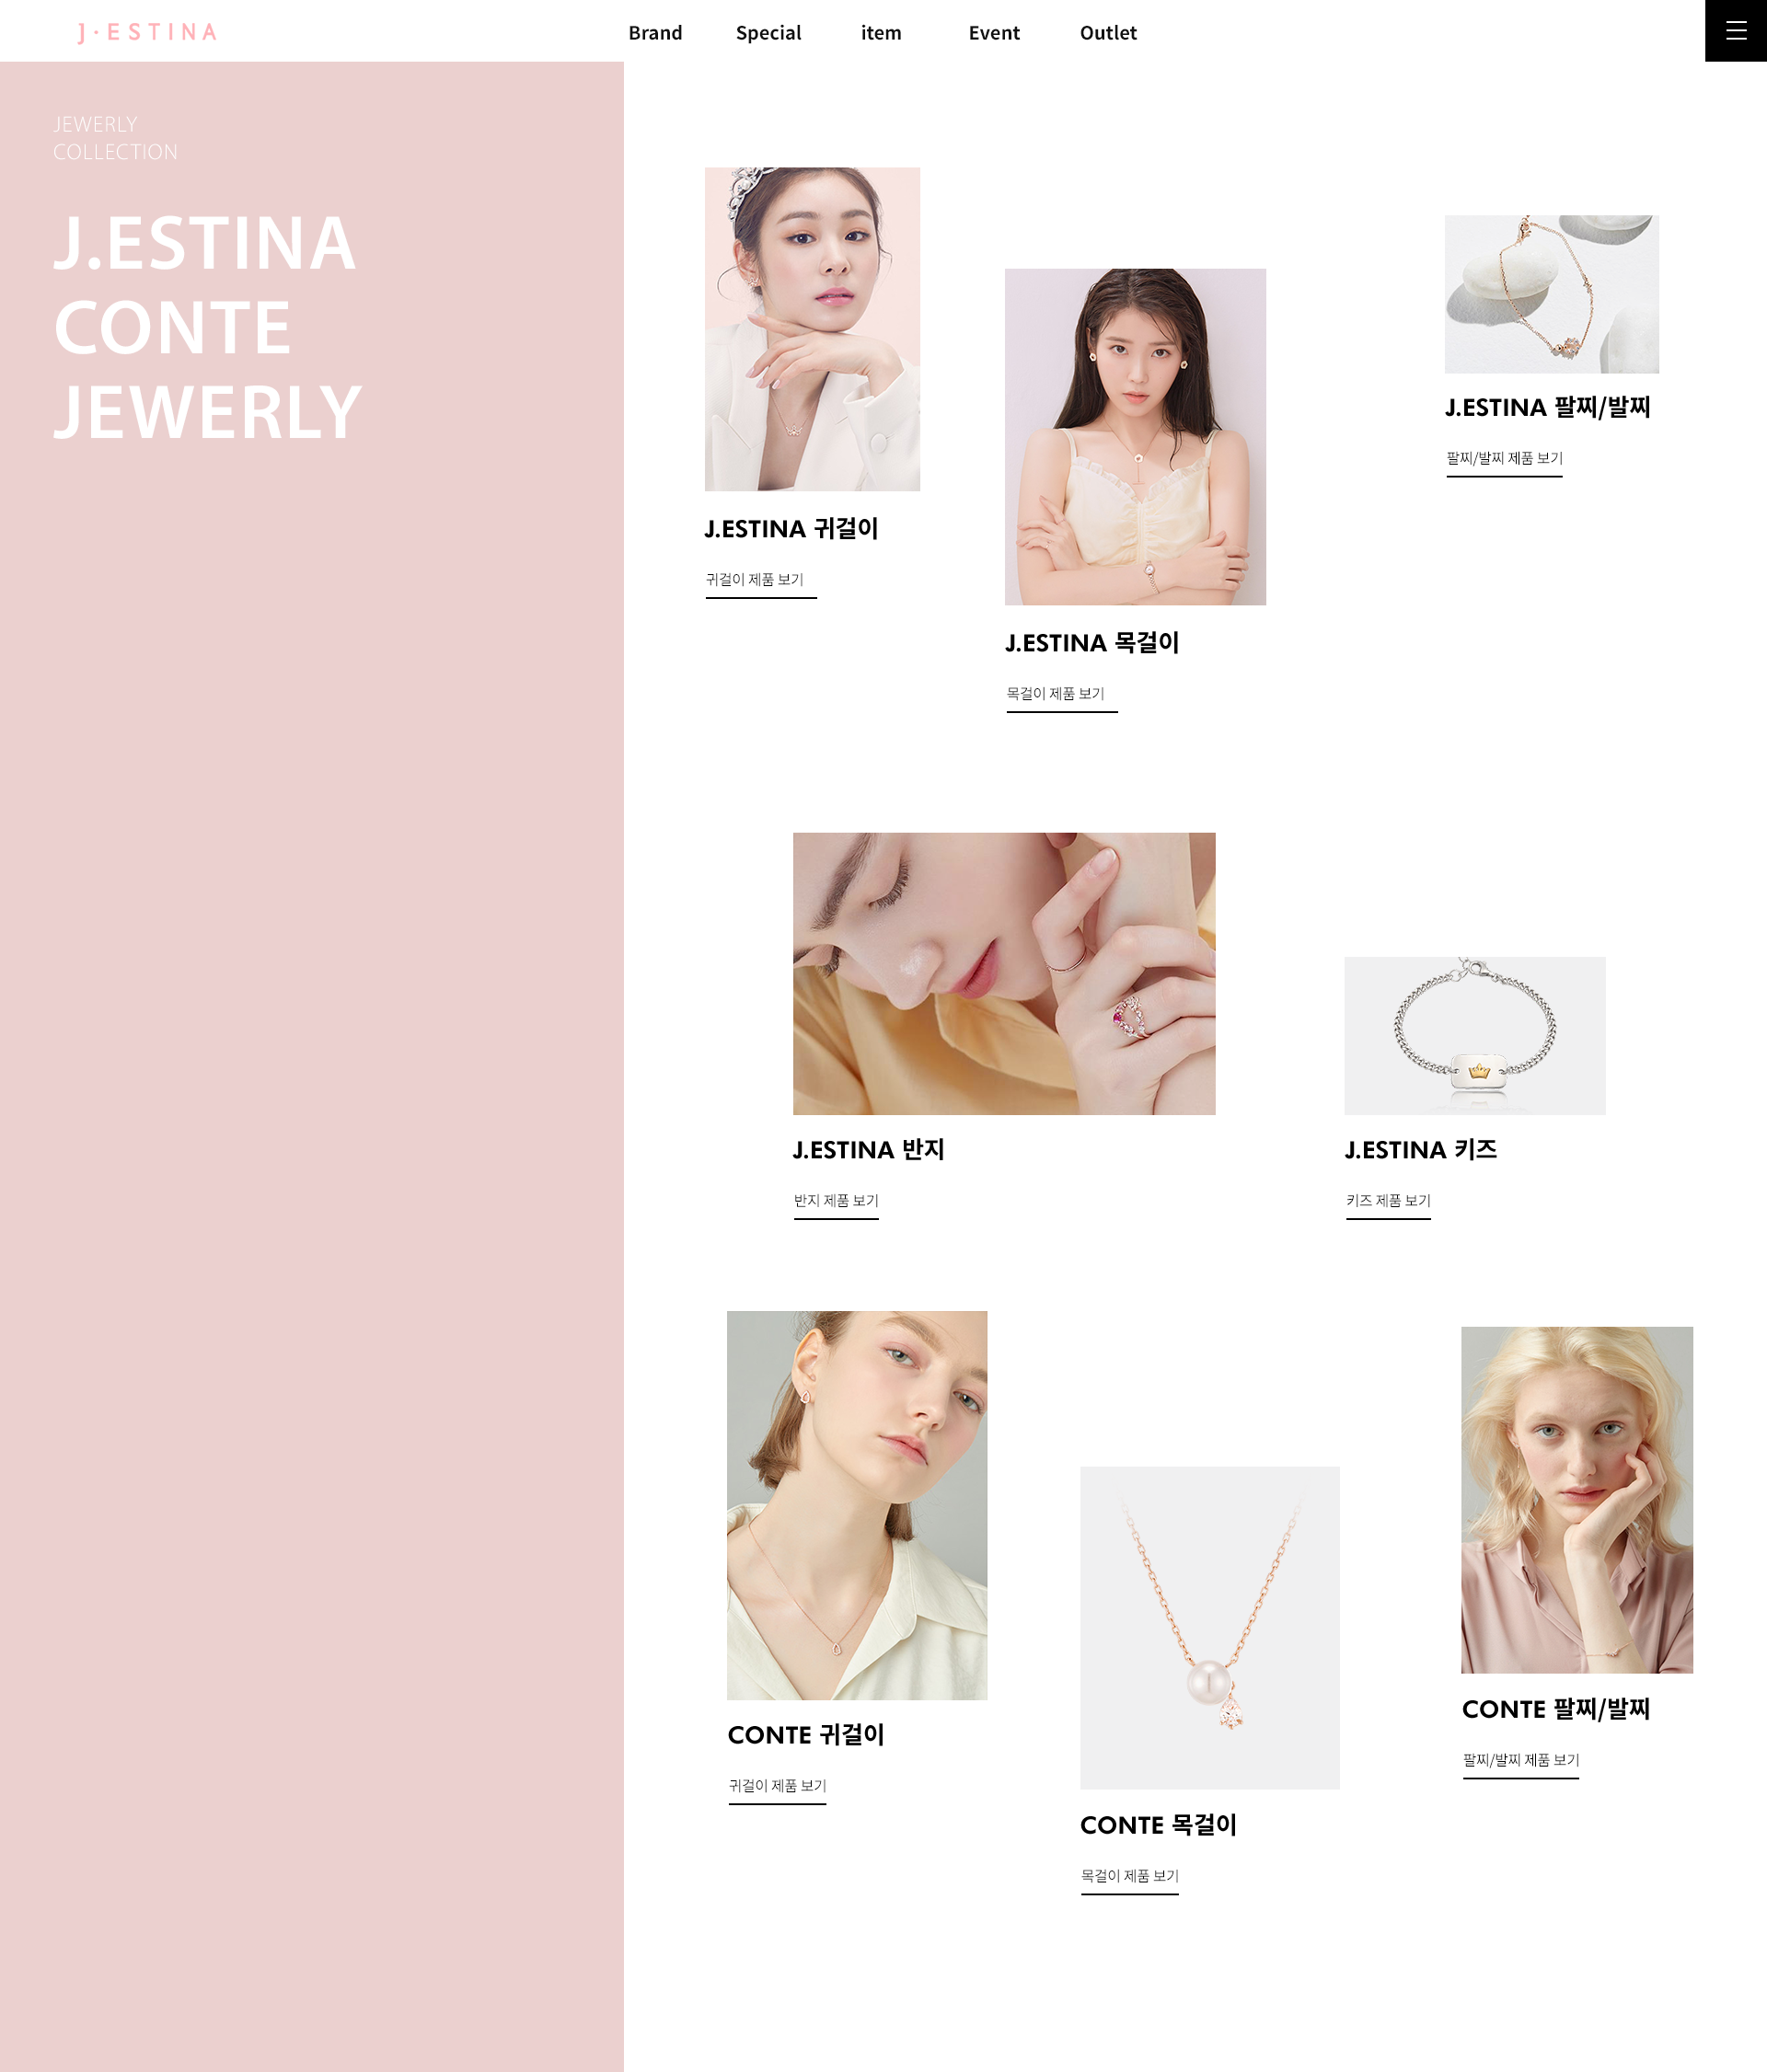 J·ESTINA
Brand Special item Event Outlet
JEWERLY
COLLECTION
J.ESTINA
CONTE
JEWERLY
J.ESTINA 귀걸이
귀걸이 제품 보기
J.ESTINA 목걸이
목걸이 제품 보기
J.ESTINA 팔찌/발찌
팔찌/발찌 제품 보기
J.ESTINA 반지
반지 제품 보기
J.ESTINA 키즈
키즈 제품 보기
CONTE 귀걸이
귀걸이 제품 보기
CONTE 목걸이
목걸이 제품 보기
CONTE 팔찌/발찌
팔찌/발찌 제품 보기